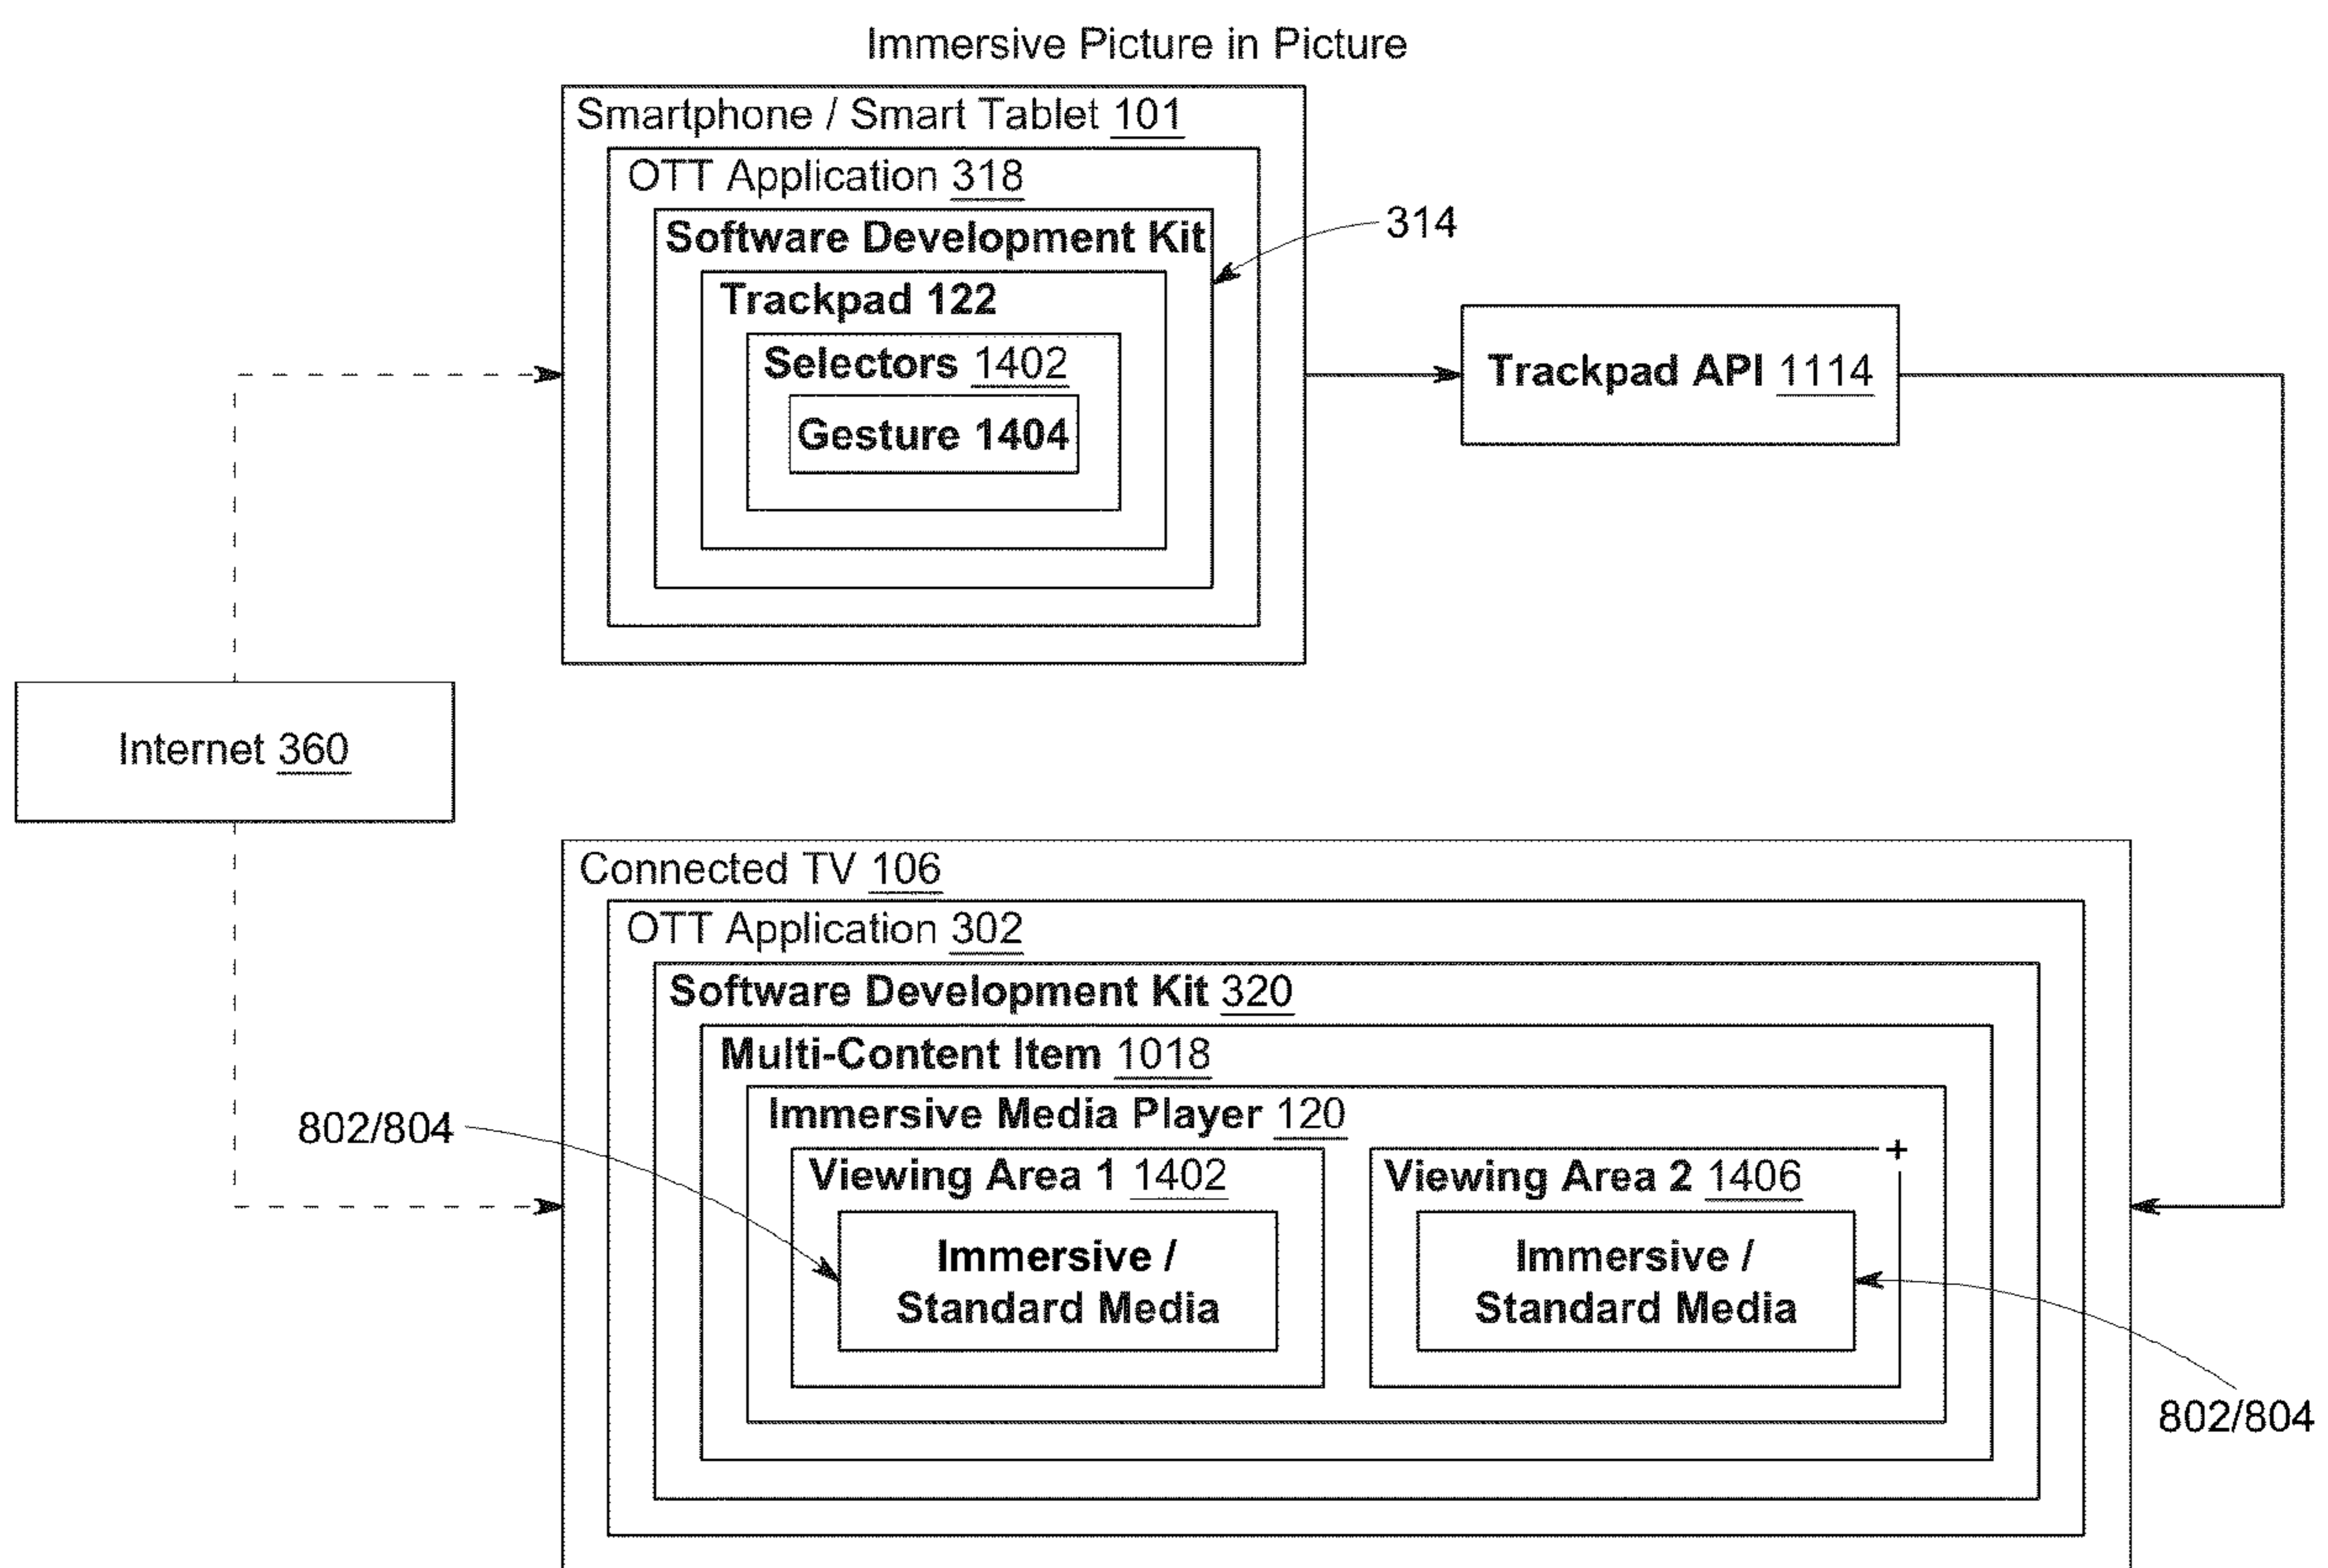 Immersive Picture in Picture
Smartphone / Smart Tablet 101
OTT Application 318
Software Development Kit
314
Trackpad 122
Selectors 1402
Gesture 1404
Trackpad API 1114
Internet 360
Connected TV 106
OTT Application 302
Software Development Kit 320
Multi-Content Item 1018
Immersive Media Player 120
802/804
Viewing Area 1 1402
Immersive /
Standard Media
Viewing Area 2 1406
+
Immersive /
Standard Media
802/804